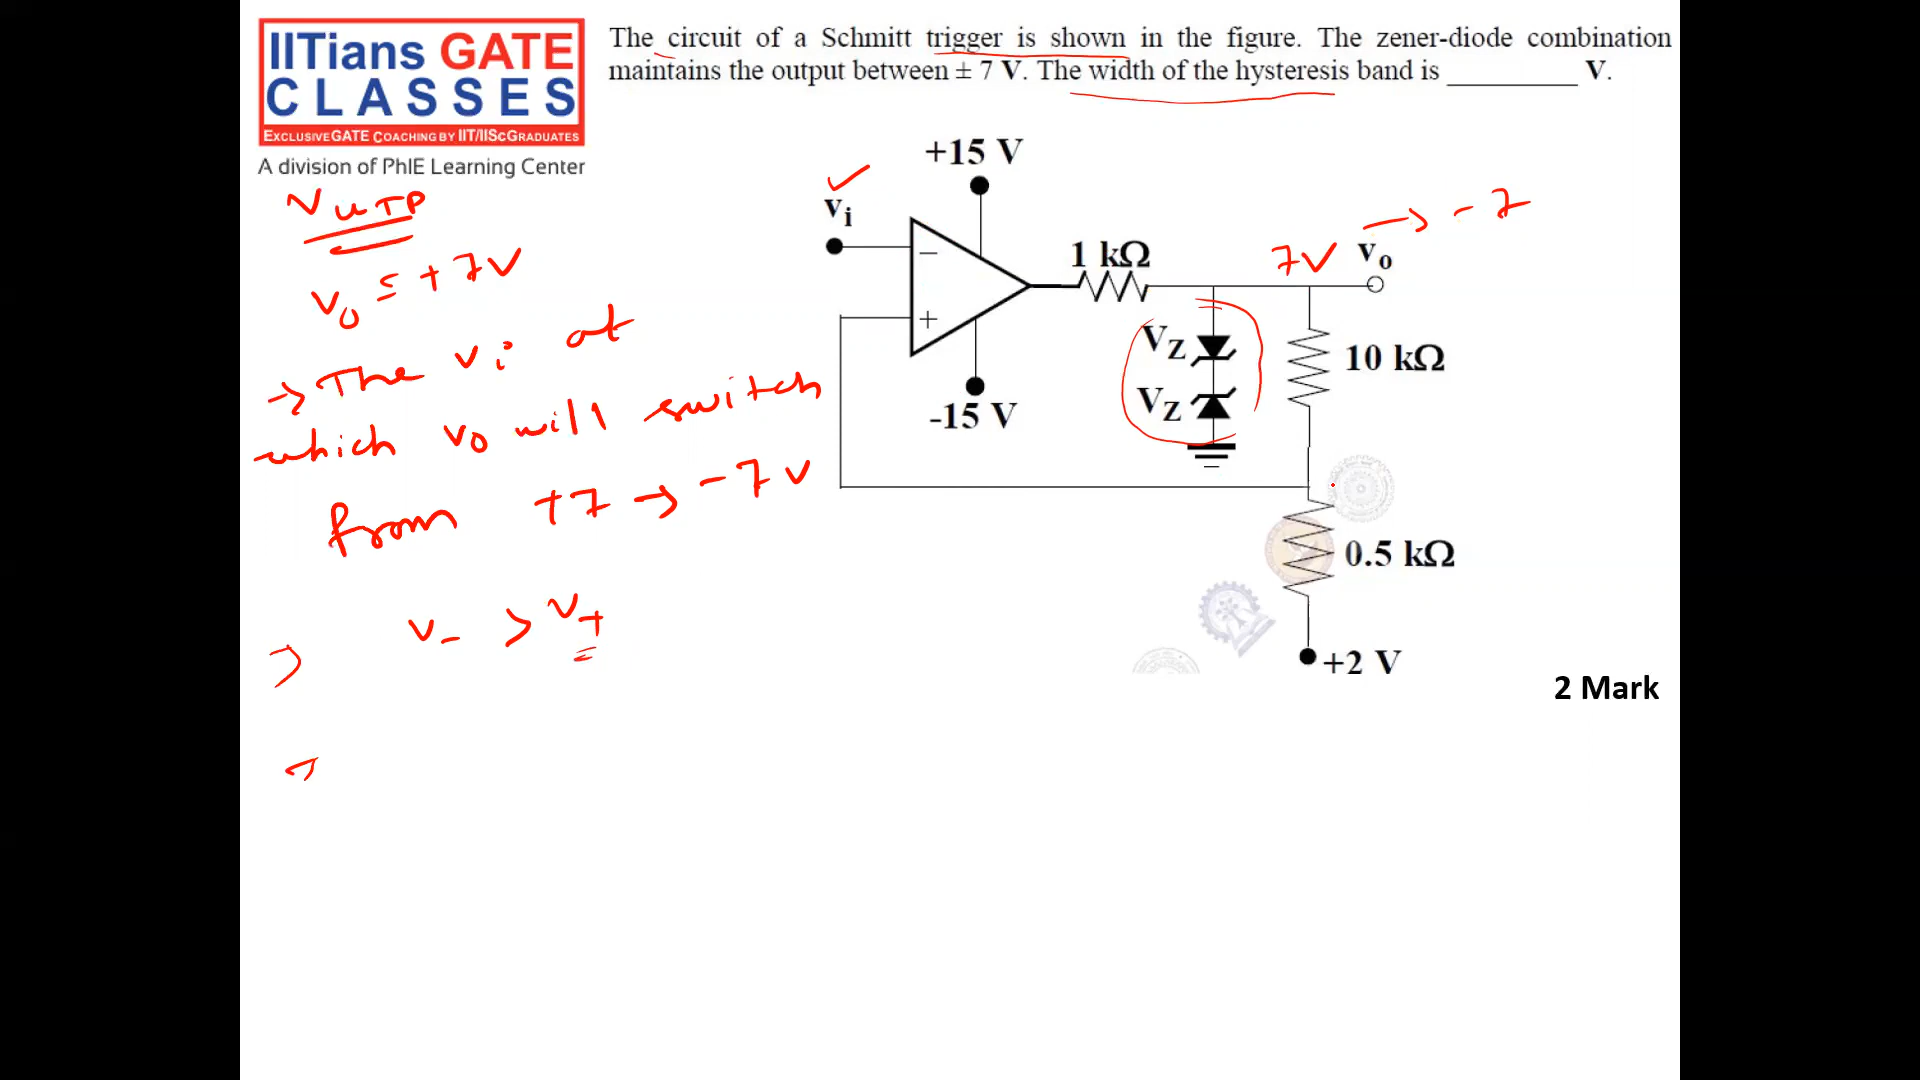 IITians GATE
CLASSES
EXCLUSIVE GATE COACHING BY IIT/IISc GRADUATES
A division of PhIE Learning Center
The circuit of a Schmitt trigger is shown in the figure. The zener-diode combination
maintains the output between ± 7 V. The width of the hysteresis band is __________ V.
+15 V
vi
−
+
-15 V
1 kΩ
7V
vo
→ -7
VZ
VZ
10 kΩ
0.5 kΩ
+2 V
2 Mark
VUTP
vo = +7V
→ The vi at
which vo will switch
from +7 → -7 v
v- > v+